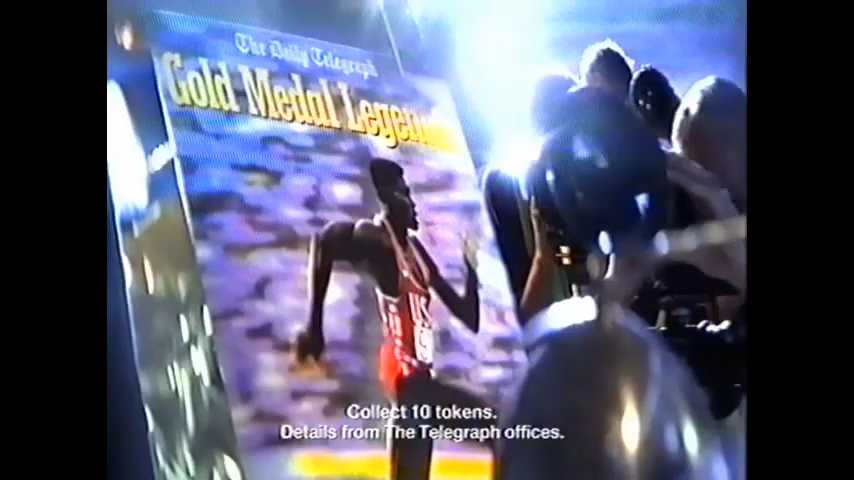 The Daily Telegraph
Gold Medal Legen
US
Collect 10 tokens.
Details from The Telegraph offices.